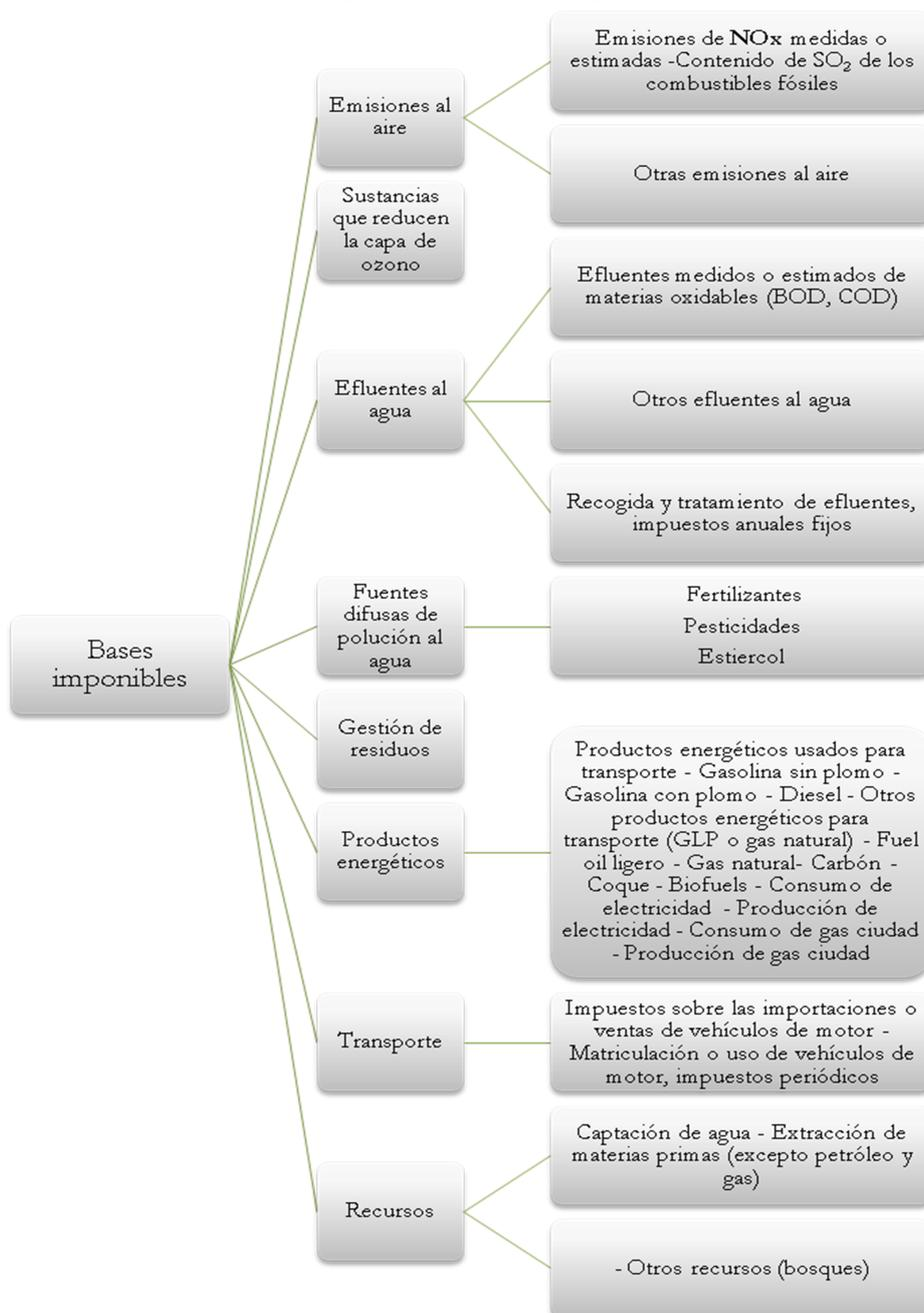 Bases
imponibles
Emisiones al
aire
Emisiones de NOx medidas o
estimadas -Contenido de SO₂ de los
combustibles fósiles
Otras emisiones al aire
Sustancias
que reducen
la capa de
ozono
Efluentes al
agua
Efluentes medidos o estimados de
materias oxidables (BOD, COD)
Otros efluentes al agua
Recogida y tratamiento de efluentes,
impuestos anuales fijos
Fuentes
difusas de
polución al
agua
Fertilizantes
Pesticidades
Estiercol
Gestión de
residuos
Productos
energéticos
Productos energéticos usados para
transporte - Gasolina sin plomo -
Gasolina con plomo - Diesel - Otros
productos energéticos para
transporte (GLP o gas natural) - Fuel
oil ligero - Gas natural- Carbón -
Coque - Biofuels - Consumo de
electricidad - Producción de
electricidad - Consumo de gas ciudad
- Producción de gas ciudad
Transporte
Impuestos sobre las importaciones o
ventas de vehículos de motor -
Matriculación o uso de vehículos de
motor, impuestos periódicos
Recursos
Captación de agua - Extracción de
materias primas (excepto petróleo y
gas)
- Otros recursos (bosques)